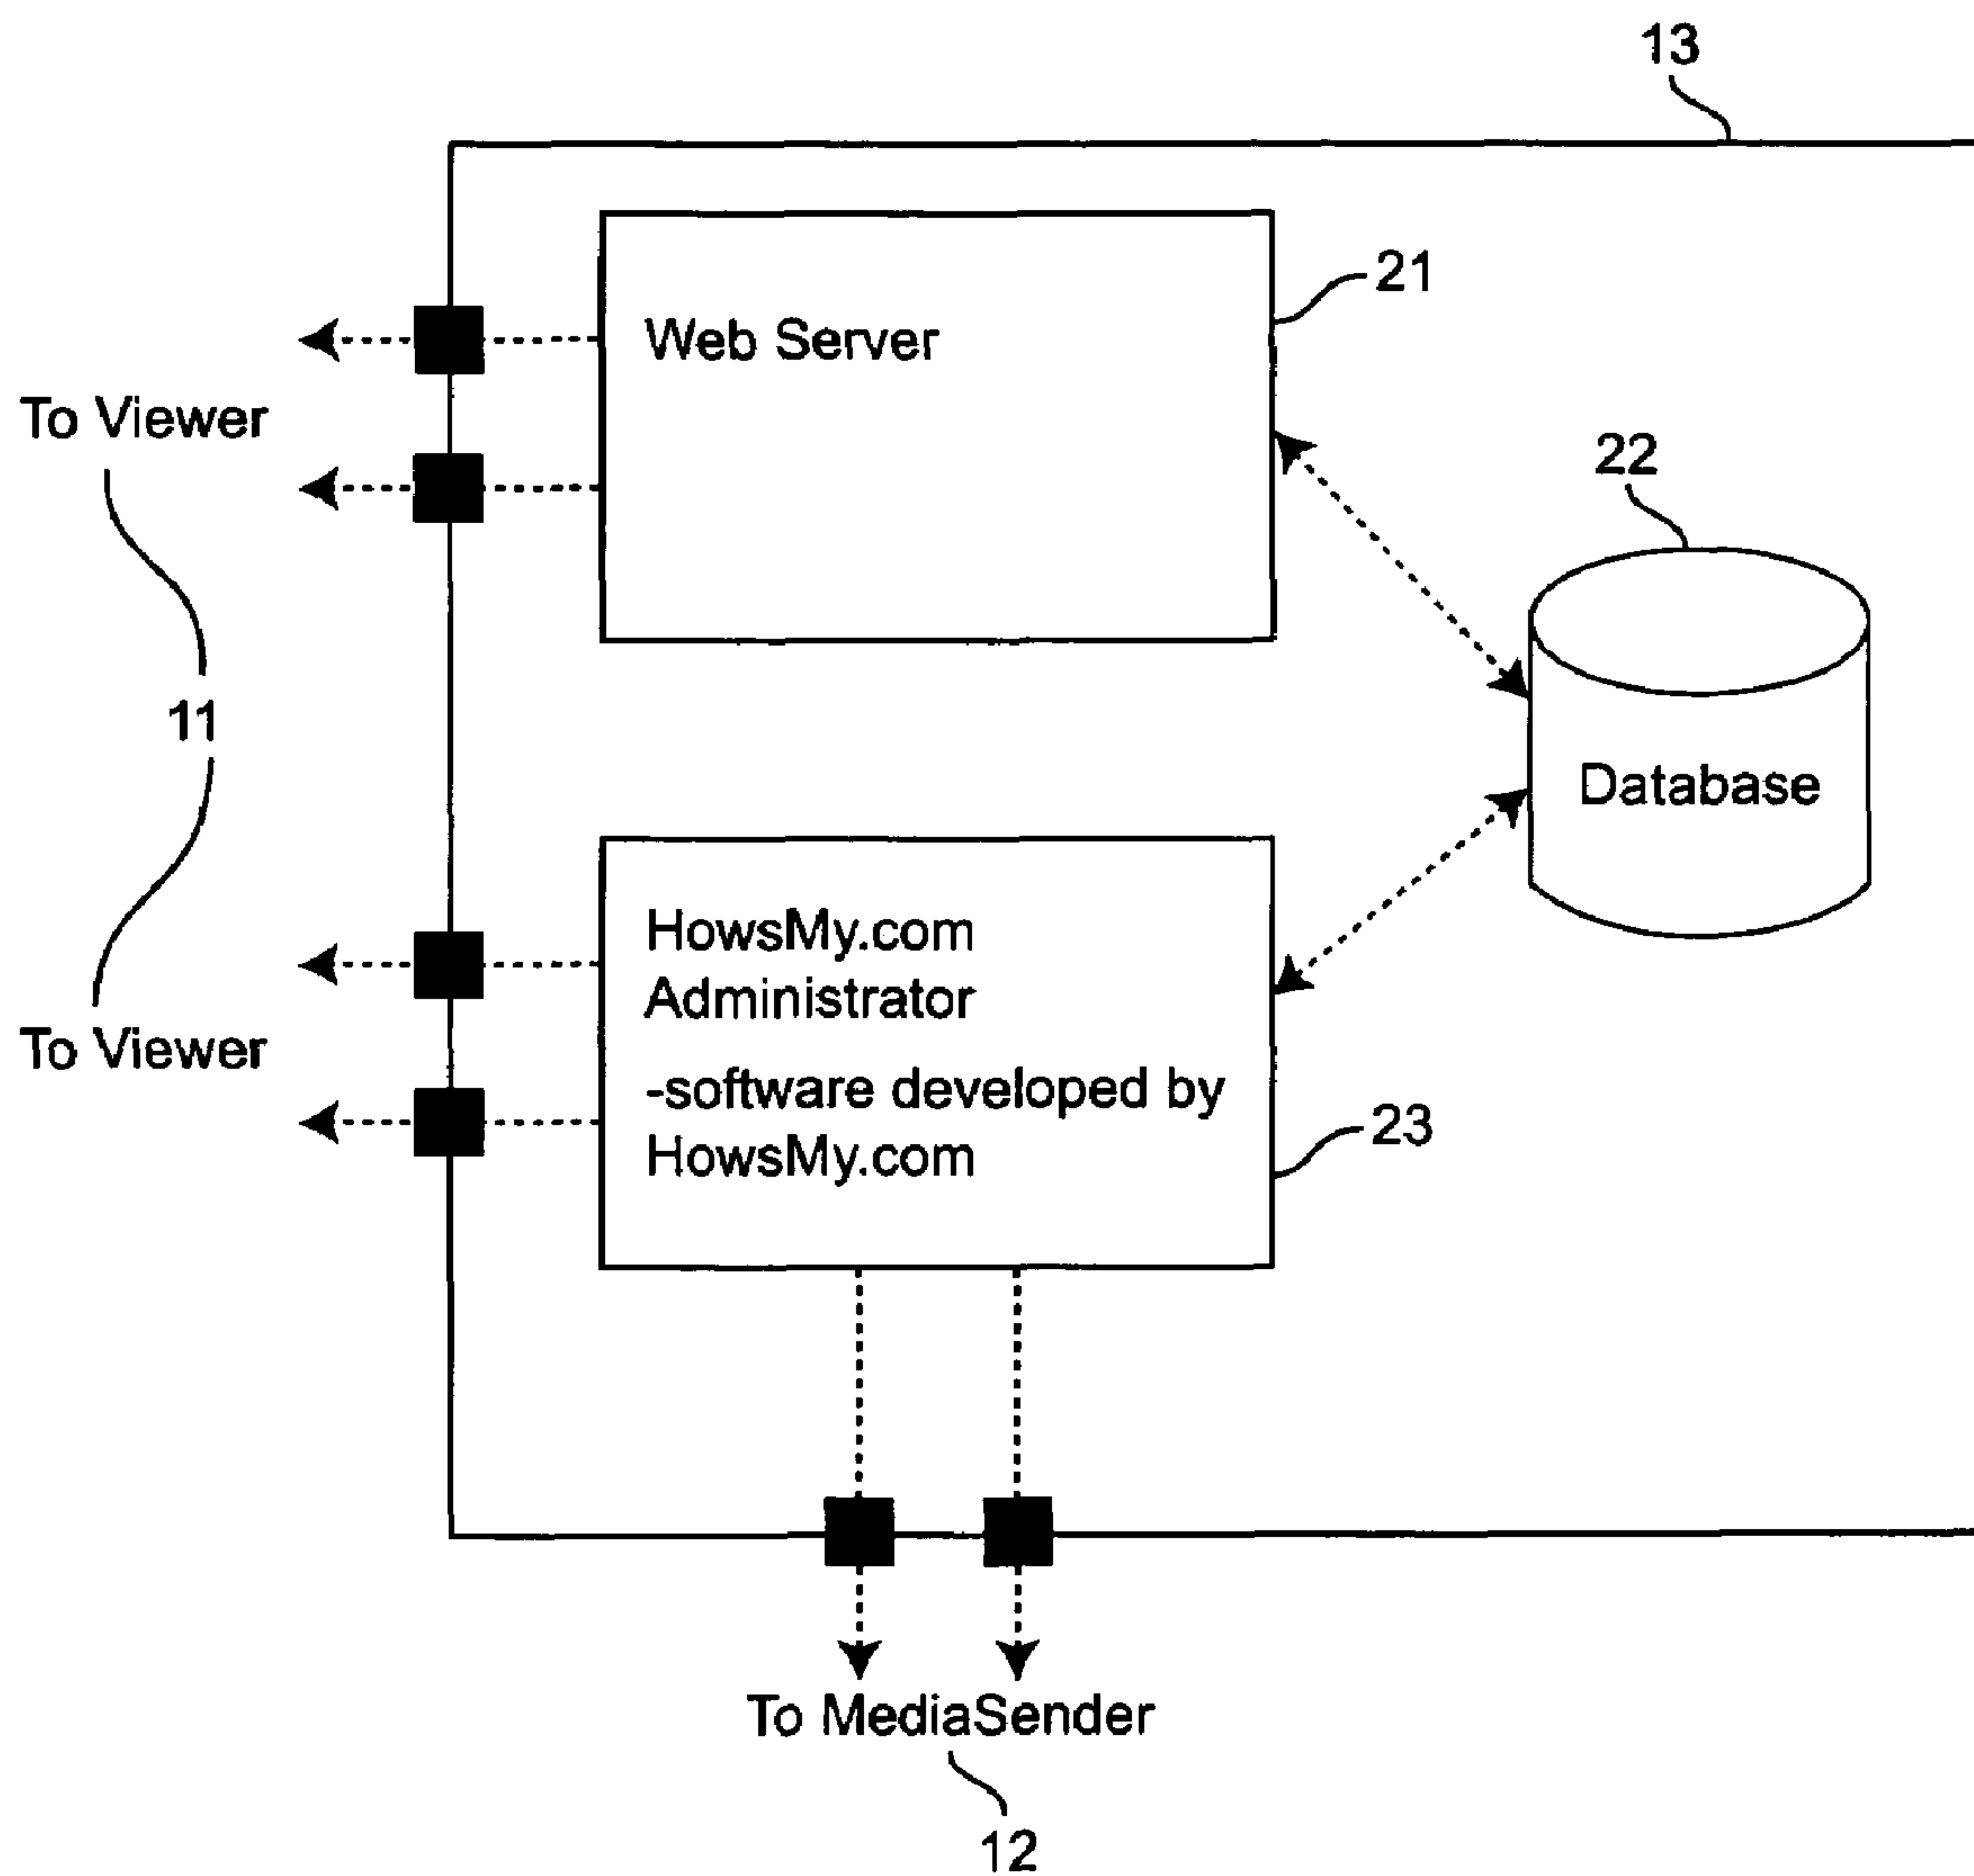 13
21
Web Server
To Viewer
22
11
Database
HowsMy.com
Administrator
To Viewer
-software developed by
HowsMy.com
23
To MediaSender
12